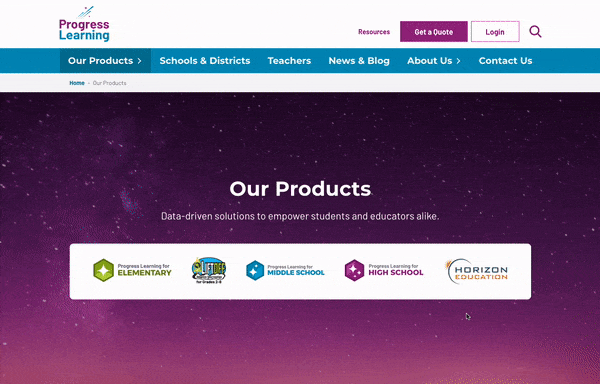 Progress
Learning
Resources
Get a Quote
Login
Our Products
Schools & Districts
Teachers
News & Blog
About Us
Contact Us
Home - Our Products
Our Products
Data-driven solutions to empower students and educators alike.
Progress Learning for
ELEMENTARY
LIFTOFF
for Grades 2-8
Progress Learning for
MIDDLE SCHOOL
Progress Learning for
HIGH SCHOOL
HORIZON
EDUCATION